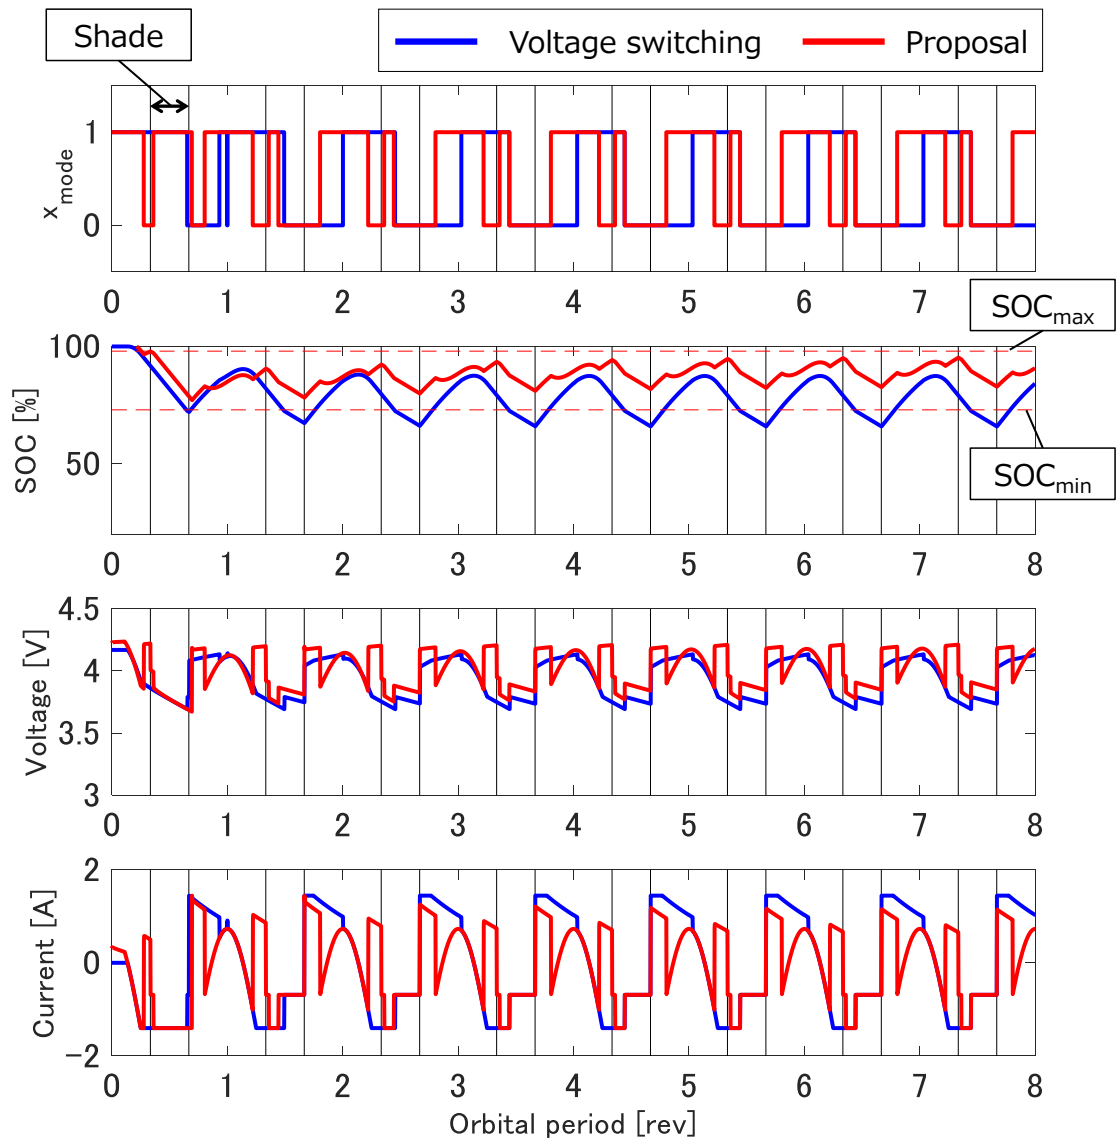 Shade
Voltage switching
Proposal
1
0
x_mode
0 1 2 3 4 5 6 7 8
SOC_max
100
50
SOC [%]
SOC_min
0 1 2 3 4 5 6 7 8
4.5
4
3.5
3
Voltage [V]
0 1 2 3 4 5 6 7 8
2
0
-2
Current [A]
0 1 2 3 4 5 6 7 8
Orbital period [rev]